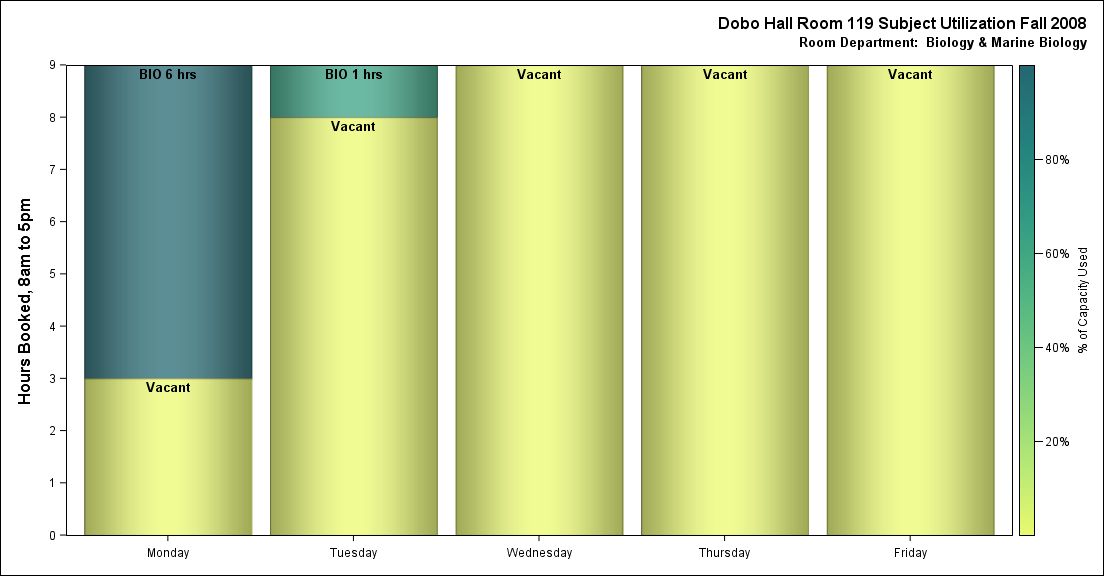 Dobo Hall Room 119 Subject Utilization Fall 2008
Room Department:  Biology & Marine Biology
Hours Booked, 8am to 5pm
9
8
7
6
5
4
3
2
1
0
BIO 6 hrs
Vacant
BIO 1 hrs
Vacant
Vacant
Vacant
Vacant
Monday
Tuesday
Wednesday
Thursday
Friday
80%
60%
40%
20%
% of Capacity Used